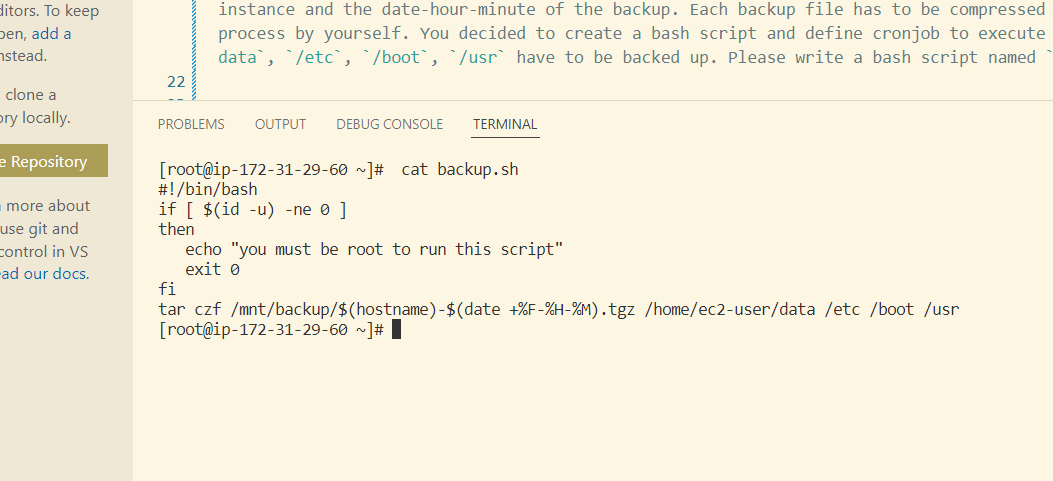 ditors. To keep
pen, add a
nstead.
clone a
ory locally.
e Repository
more about
use git and
control in VS
ead our docs.
instance and the date-hour-minute of the backup. Each backup file has to be compressed
process by yourself. You decided to create a bash script and define cronjob to execute
data`, `/etc`, `/boot`, `/usr` have to be backed up. Please write a bash script named `
22
PROBLEMS OUTPUT DEBUG CONSOLE TERMINAL
[root@ip-172-31-29-60 ~]#  cat backup.sh
#!/bin/bash
if [ $(id -u) -ne 0 ]
then
   echo "you must be root to run this script"
   exit 0
fi
tar czf /mnt/backup/$(hostname)-$(date +%F-%H-%M).tgz /home/ec2-user/data /etc /boot /usr
[root@ip-172-31-29-60 ~]#